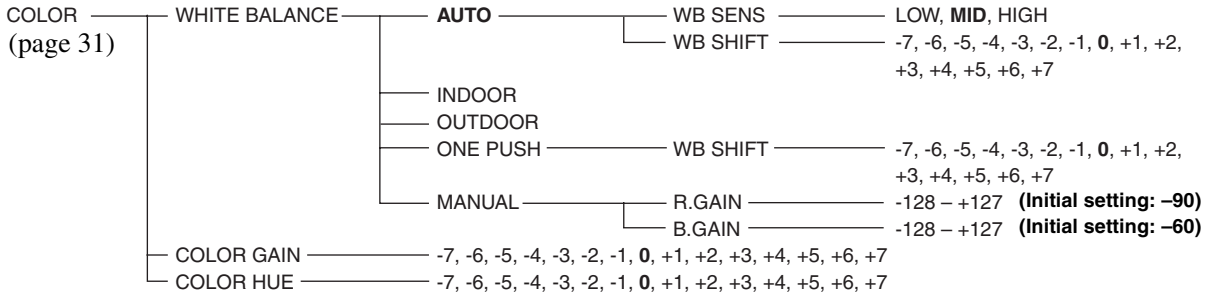 COLOR WHITE BALANCE AUTO WB SENS LOW, MID, HIGH
(page 31) WB SHIFT -7, -6, -5, -4, -3, -2, -1, 0, +1, +2,
+3, +4, +5, +6, +7
INDOOR
OUTDOOR
ONE PUSH WB SHIFT -7, -6, -5, -4, -3, -2, -1, 0, +1, +2,
+3, +4, +5, +6, +7
MANUAL R.GAIN -128 – +127 (Initial setting: –90)
B.GAIN -128 – +127 (Initial setting: –60)
COLOR GAIN -7, -6, -5, -4, -3, -2, -1, 0, +1, +2, +3, +4, +5, +6, +7
COLOR HUE -7, -6, -5, -4, -3, -2, -1, 0, +1, +2, +3, +4, +5, +6, +7